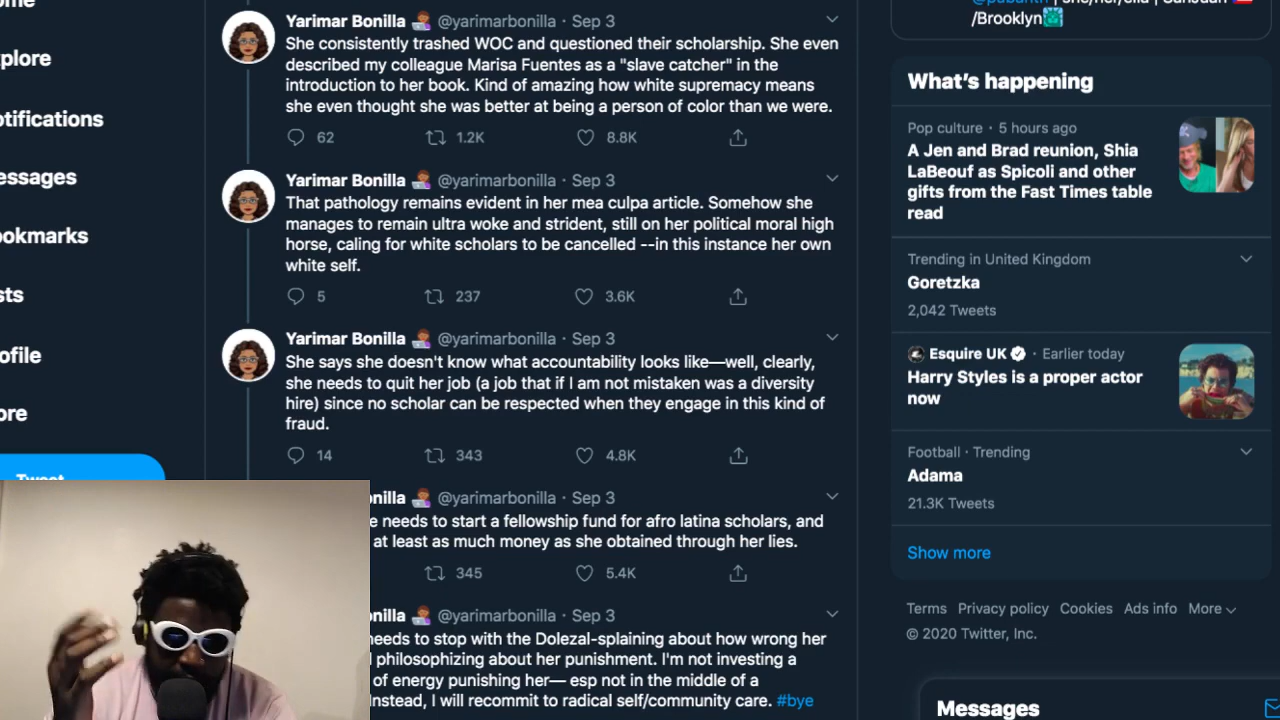 ome
xplore
otifications
essages
ookmarks
sts
rofile
ore
Tweet
Yarimar Bonilla @yarimarbonilla · Sep 3
She consistently trashed WOC and questioned their scholarship. She even
described my colleague Marisa Fuentes as a "slave catcher" in the
introduction to her book. Kind of amazing how white supremacy means
she even thought she was better at being a person of color than we were.
62 1.2K 8.8K
Yarimar Bonilla @yarimarbonilla · Sep 3
That pathology remains evident in her mea culpa article. Somehow she
manages to remain ultra woke and strident, still on her political moral high
horse, caling for white scholars to be cancelled --in this instance her own
white self.
5 237 3.6K
Yarimar Bonilla @yarimarbonilla · Sep 3
She says she doesn't know what accountability looks like—well, clearly,
she needs to quit her job (a job that if I am not mistaken was a diversity
hire) since no scholar can be respected when they engage in this kind of
fraud.
14 343 4.8K
nilla @yarimarbonilla · Sep 3
e needs to start a fellowship fund for afro latina scholars, and
at least as much money as she obtained through her lies.
345 5.4K
nilla @yarimarbonilla · Sep 3
needs to stop with the Dolezal-splaining about how wrong her
philosophizing about her punishment. I'm not investing a
of energy punishing her— esp not in the middle of a
nstead, I will recommit to radical self/community care. #bye
/Brooklyn
What's happening
Pop culture · 5 hours ago
A Jen and Brad reunion, Shia
LaBeouf as Spicoli and other
gifts from the Fast Times table
read
Trending in United Kingdom
Goretzka
2,042 Tweets
Esquire UK · Earlier today
Harry Styles is a proper actor
now
Football · Trending
Adama
21.3K Tweets
Show more
Terms Privacy policy Cookies Ads info More
© 2020 Twitter, Inc.
Messages